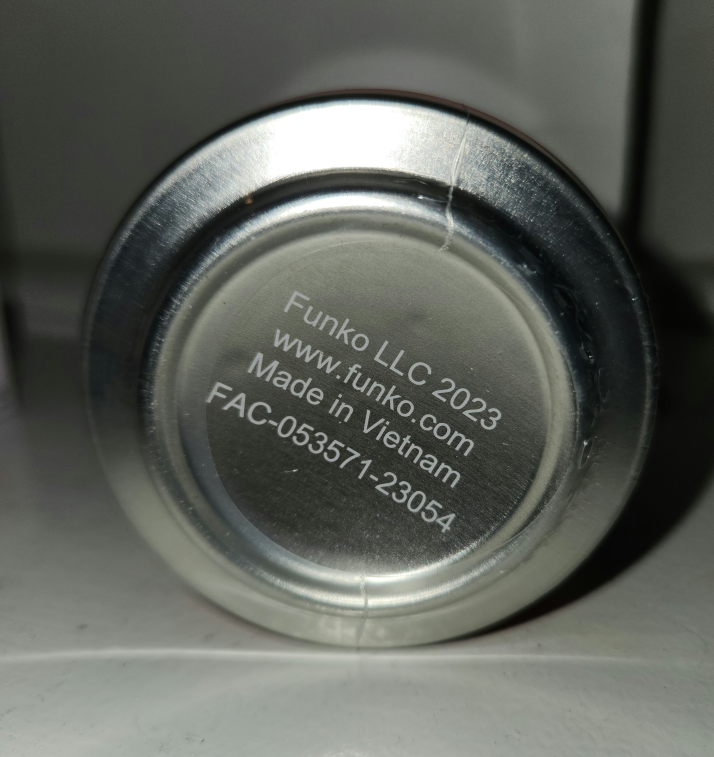 Funko LLC 2023
www.funko.com
Made in Vietnam
FAC-053571-23054